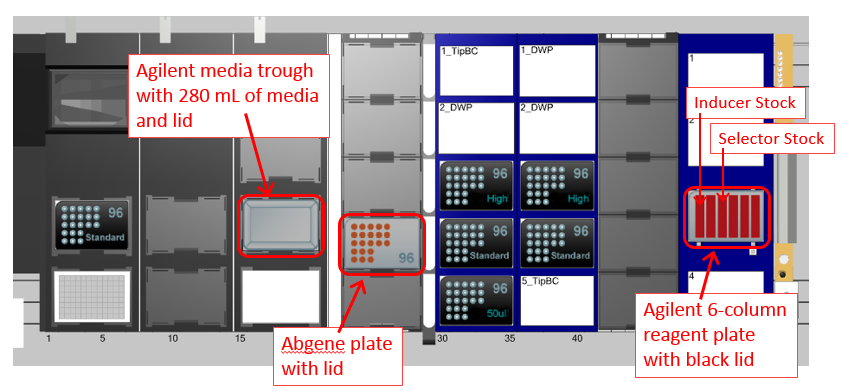 Agilent media trough
with 280 mL of media
and lid
1_TipBC
1_DWP
1
Inducer Stock
2_DWP
2_DWP
2
Selector Stock
96
High
96
High
96
Standard
96
96
Standard
96
Standard
96
50ul
5_TipBC
4
Agilent 6-column
reagent plate
with black lid
Abgene plate
with lid
1
5
10
15
30
35
40